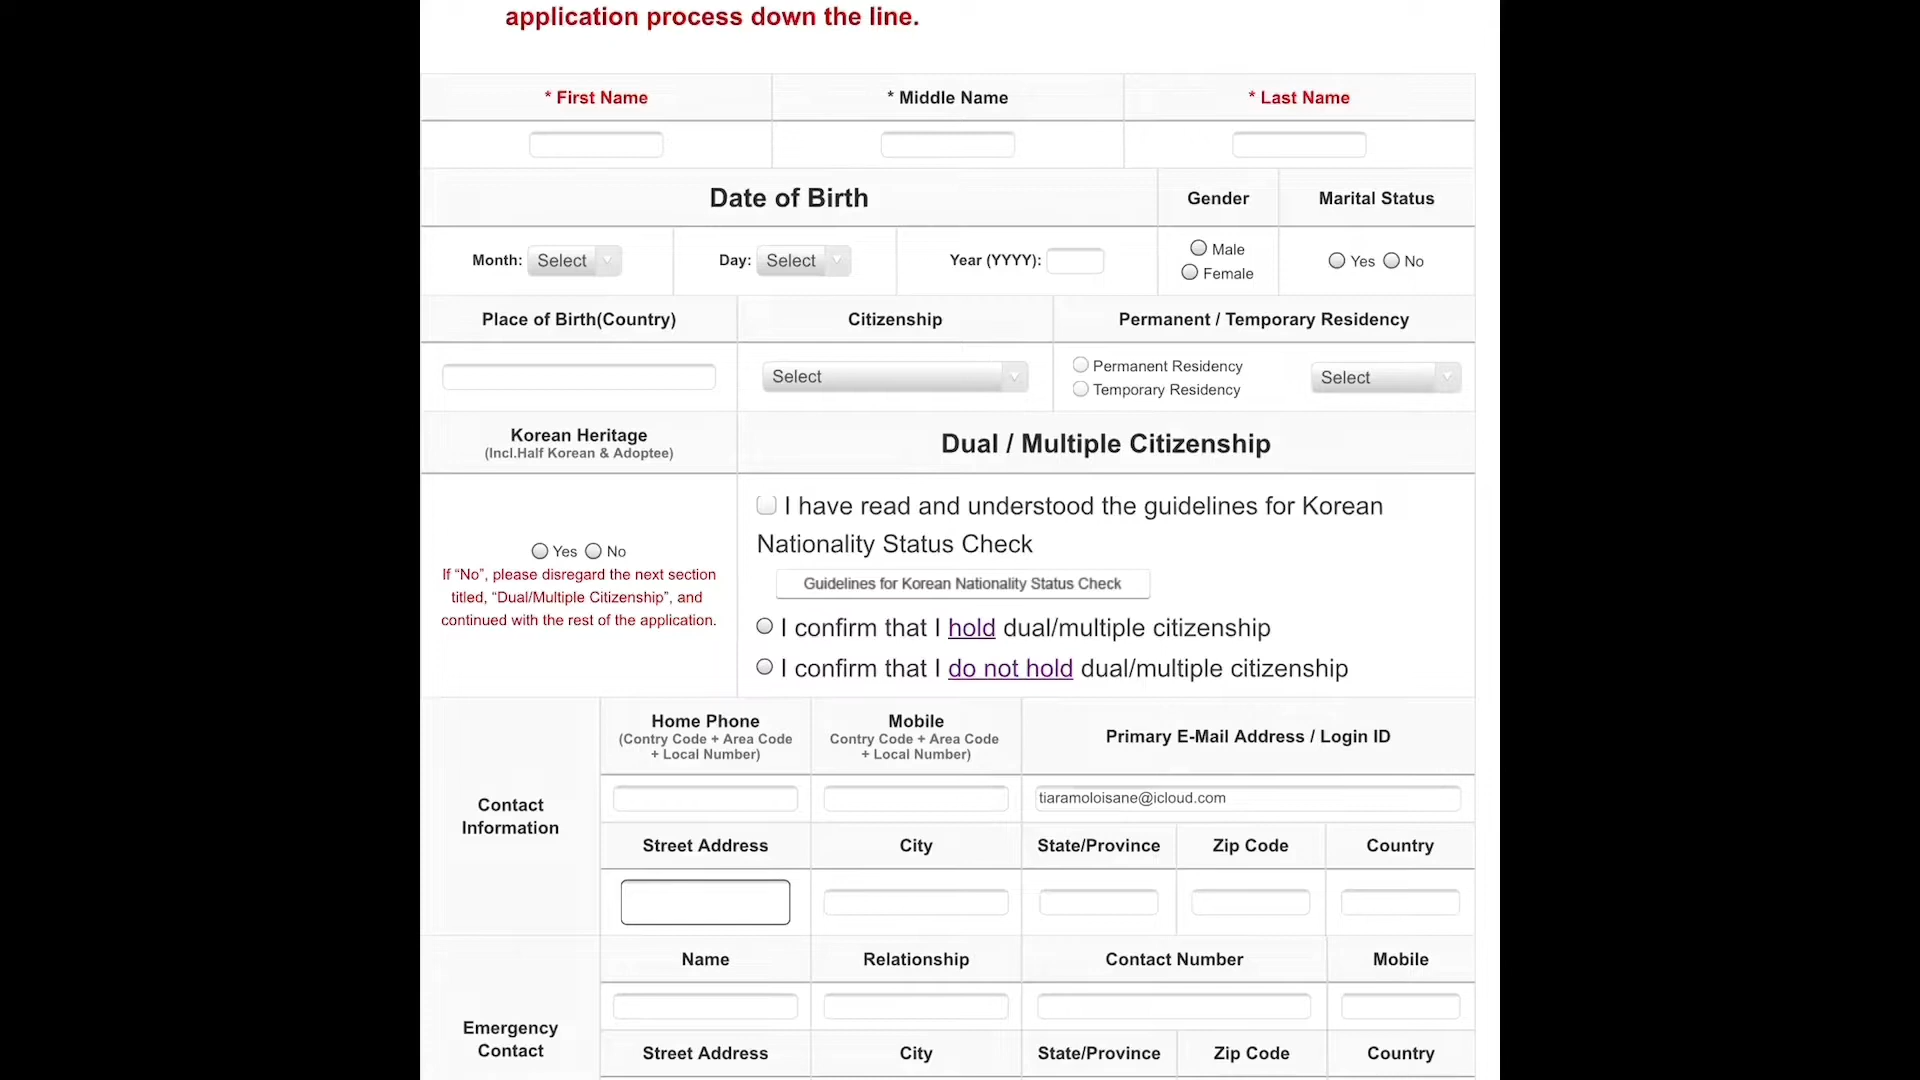 application process down the line.
* First Name
* Middle Name
* Last Name
Date of Birth
Gender
Marital Status
Month: Select
Day: Select
Year (YYYY):
Male
Female
Yes No
Place of Birth(Country)
Citizenship
Permanent / Temporary Residency
Select
Permanent Residency
Temporary Residency
Select
Korean Heritage
(Incl.Half Korean & Adoptee)
Dual / Multiple Citizenship
Yes No
If “No”, please disregard the next section
titled, “Dual/Multiple Citizenship”, and
continued with the rest of the application.
I have read and understood the guidelines for Korean
Nationality Status Check
Guidelines for Korean Nationality Status Check
I confirm that I hold dual/multiple citizenship
I confirm that I do not hold dual/multiple citizenship
Contact
Information
Home Phone
(Contry Code + Area Code
+ Local Number)
Mobile
Contry Code + Area Code
+ Local Number)
Primary E-Mail Address / Login ID
tiaramoloisane@icloud.com
Street Address
City
State/Province
Zip Code
Country
Emergency
Contact
Name
Relationship
Contact Number
Mobile
Street Address
City
State/Province
Zip Code
Country